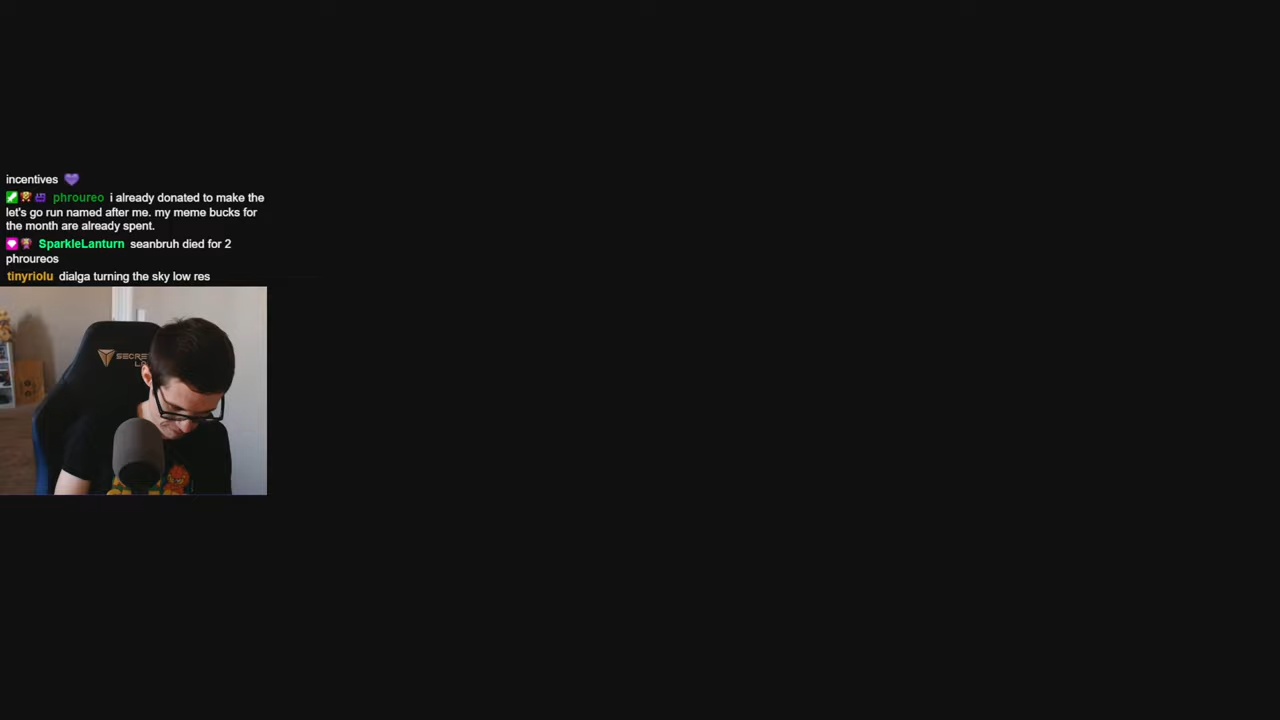 incentives
phroureo i already donated to make the
let's go run named after me. my meme bucks for
the month are already spent.
SparkleLanturn seanbruh died for 2
phroureos
tinyriolu dialga turning the sky low res